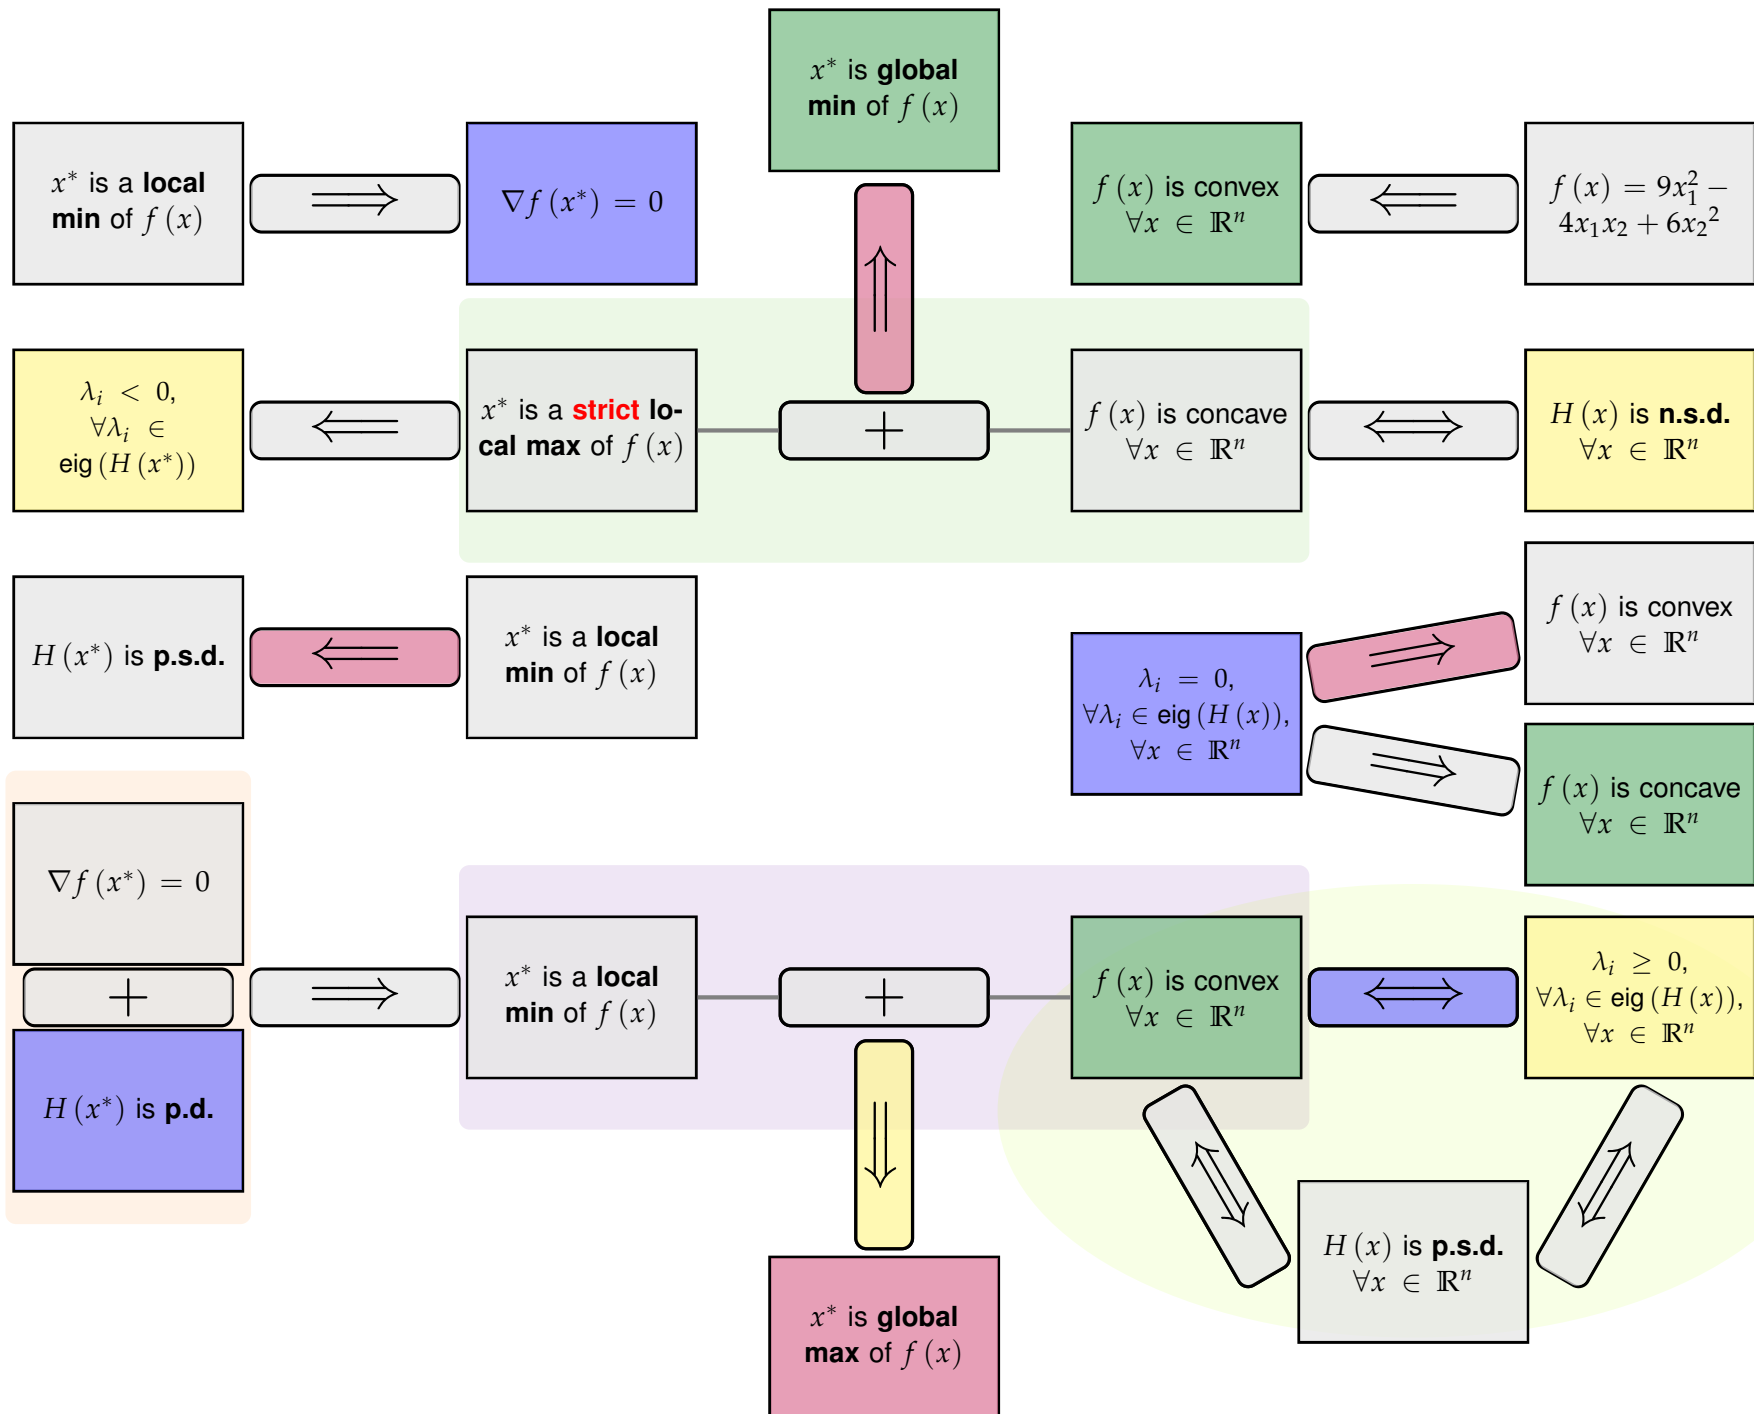 x* is global
min of f (x)
x* is a local
min of f (x)
⟹
∇f (x*) = 0
⇑
f (x) is convex
∀x ∈ ℝⁿ
⟸
f (x) = 9x₁² −
4x₁x₂ + 6x₂²
λᵢ < 0,
∀λᵢ ∈
eig (H (x*))
⟸
x* is a strict lo-
cal max of f (x)
+
f (x) is concave
∀x ∈ ℝⁿ
⟺
H (x) is n.s.d.
∀x ∈ ℝⁿ
H (x*) is p.s.d.
⟸
x* is a local
min of f (x)
λᵢ = 0,
∀λᵢ ∈ eig (H (x)),
∀x ∈ ℝⁿ
⟹
f (x) is convex
∀x ∈ ℝⁿ
⟹
f (x) is concave
∀x ∈ ℝⁿ
∇f (x*) = 0
+
H (x*) is p.d.
⟹
x* is a local
min of f (x)
+
f (x) is convex
∀x ∈ ℝⁿ
⟺
λᵢ ≥ 0,
∀λᵢ ∈ eig (H (x)),
∀x ∈ ℝⁿ
⇓
⟺
⟺
H (x) is p.s.d.
∀x ∈ ℝⁿ
x* is global
max of f (x)